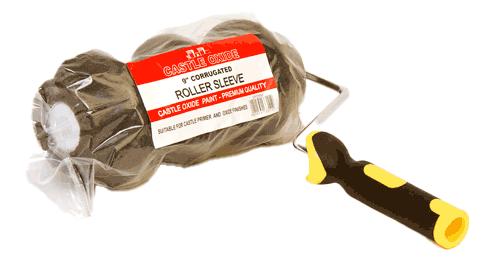 CASTLE OXIDE
9" CORRUGATED
ROLLER SLEEVE
CASTLE OXIDE PAINT - PREMIUM QUALITY
SUITABLE FOR CASTLE PRIMER AND OXIDE FINISHES